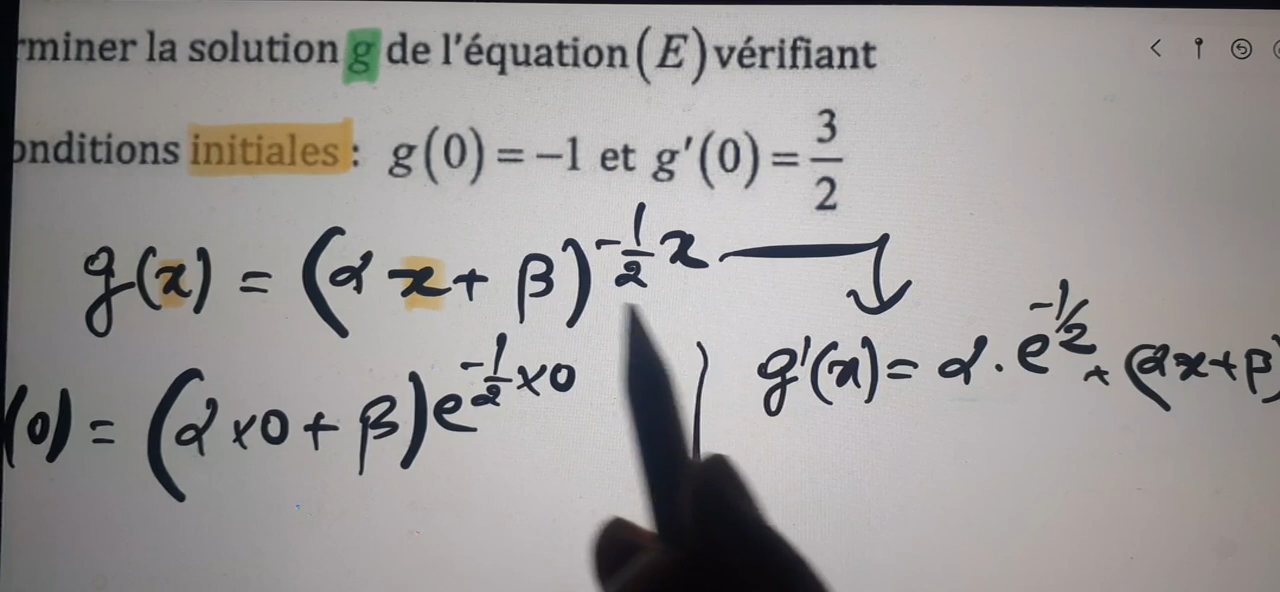 rminer la solution g de l'équation (E) vérifiant
onditions initiales : g(0) = −1 et g'(0) = 3/2
g(x) = (αx + β)^{-1/2 x}
(0) = (α×0 + β)e^{-1/2 ×0}
g'(x) = α.e^{-1/2} + (αx + β)